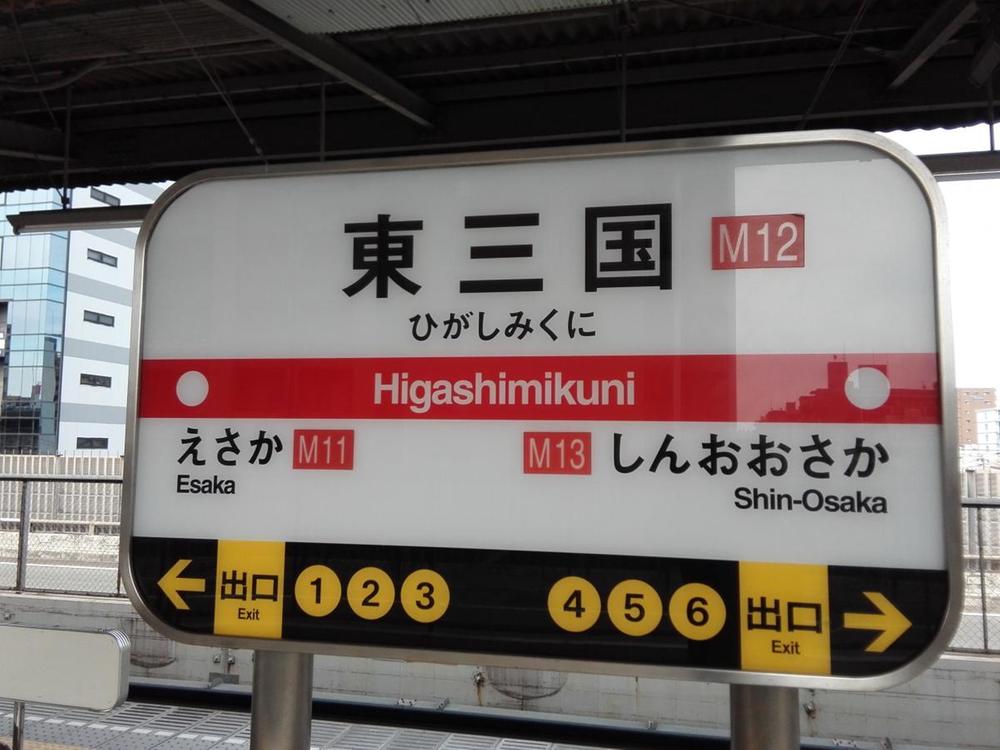 東三国 M12
ひがしみくに
Higashimikuni
えさか M11
Esaka
M13 しんおおさか
Shin-Osaka
← 出口 1 2 3
Exit
4 5 6 出口 →
Exit